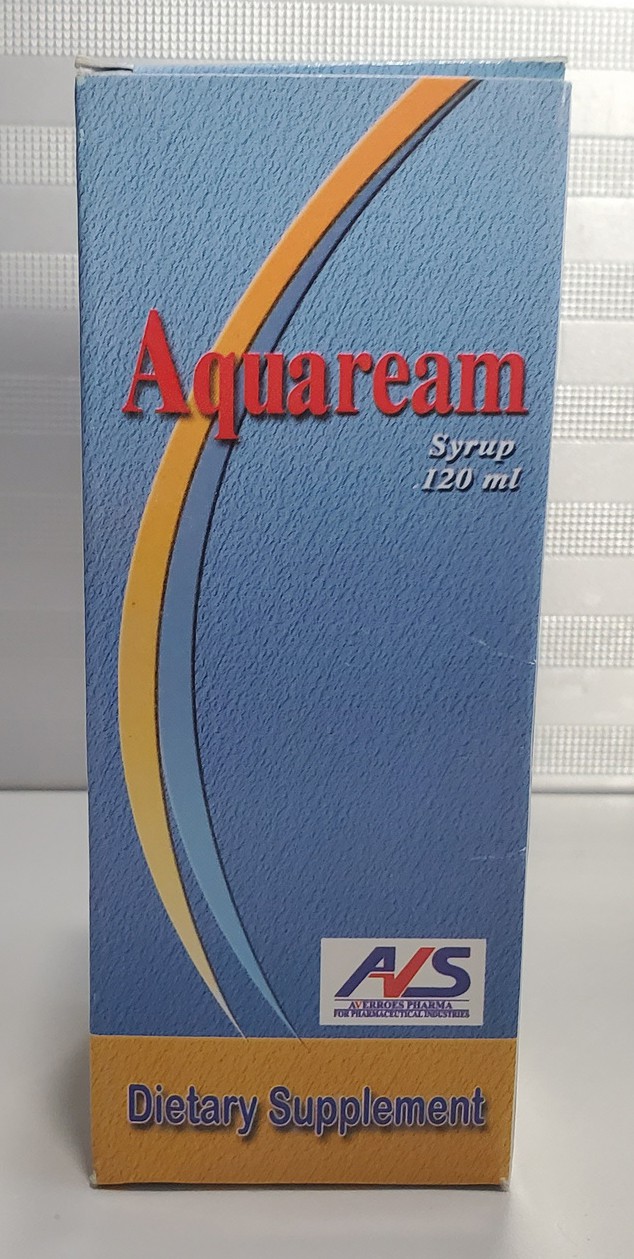 Aquaream
Syrup
120 ml
AVS
AVERROES PHARMA
FOR PHARMACEUTICAL INDUSTRIES
Dietary Supplement